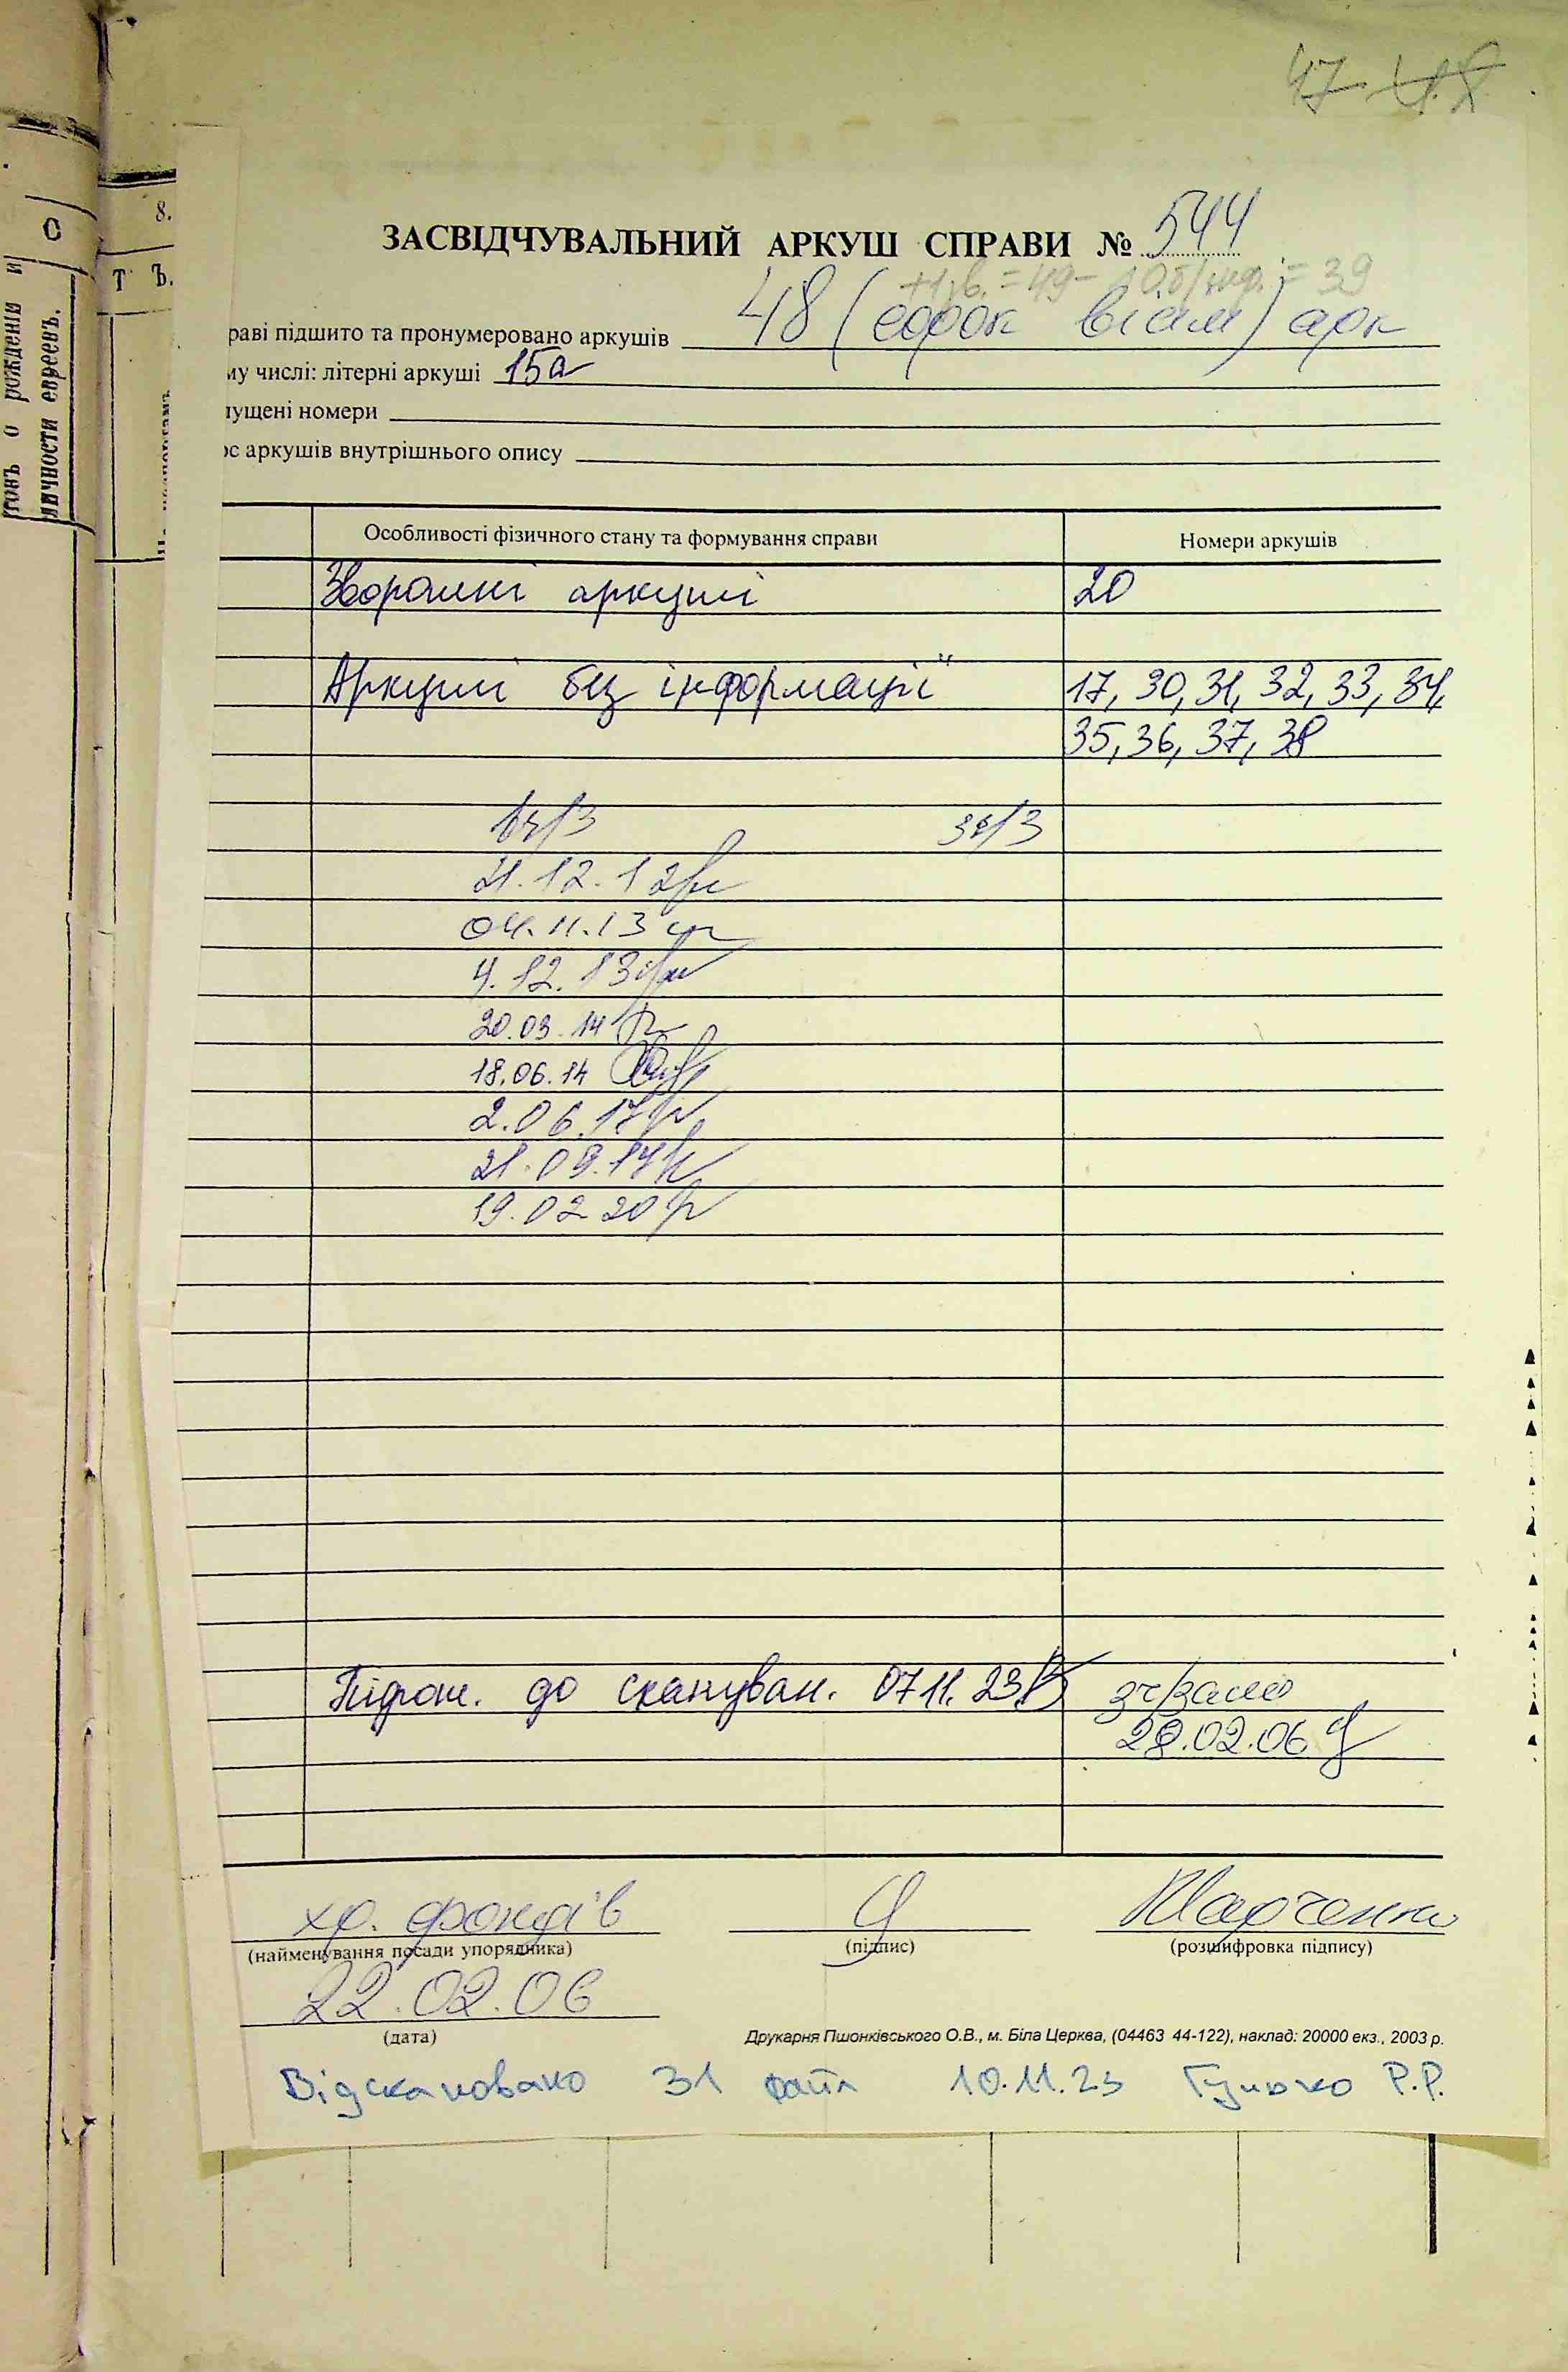 47
8.
О
Т Ъ.
о рожденіи и
личности евреевъ.
ЗАСВІДЧУВАЛЬНИЙ АРКУШ СПРАВИ № 544
+1 зв. = 49 - 10 б/інф. = 39
раві підшито та пронумеровано аркушів 48 (сорок вісім) арк
му числі: літерні аркуші 15а
пущені номери
ос аркушів внутрішнього опису
Особливості фізичного стану та формування справи Номери аркушів
Зворотні аркуші 20
Аркуші без інформації 17, 30, 31, 32, 33, 34,
35, 36, 37, 38
21.12.12
04.11.13
4.12.13
20.03.14
18.06.14
2.06.17
21.09.17
19.02.20
Підгот. до скануван. 07.11.23
28.02.06
хр. фондів Марченко
(найменування посади упорядника) (підпис) (розшифровка підпису)
22.02.06
(дата) Друкарня Пшонківського О.В., м. Біла Церква, (04463 44-122), наклад: 20000 екз., 2003 р.
Відскановано 31 файл 10.11.23 Р.Р.